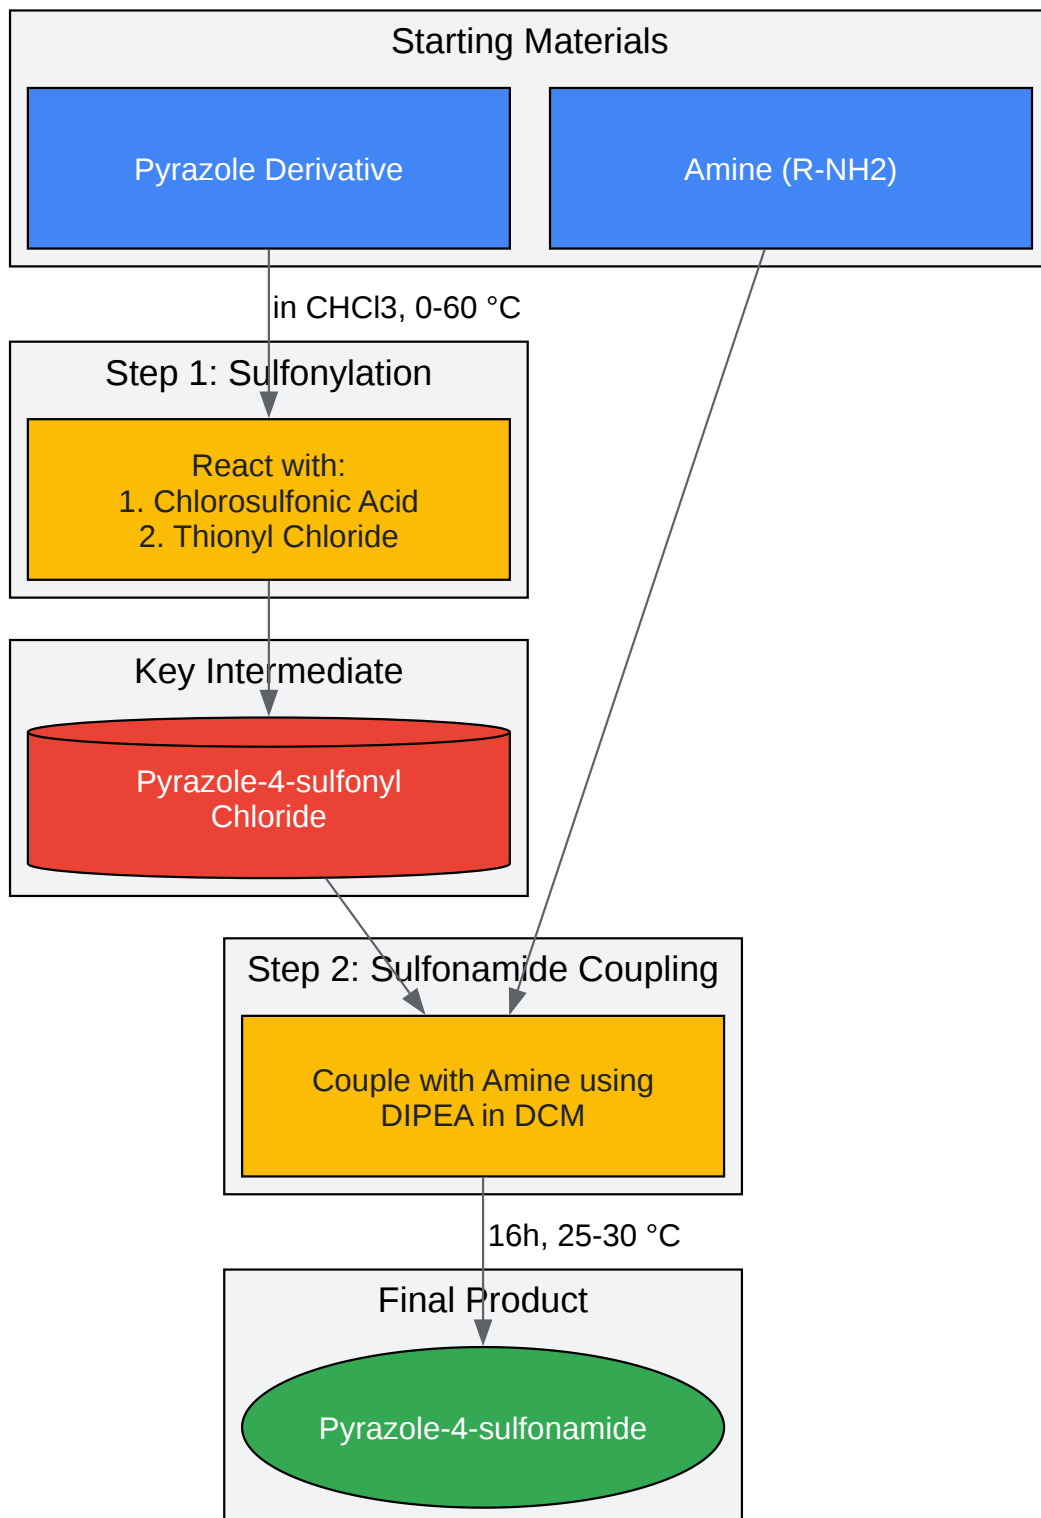 Starting Materials
Pyrazole Derivative
Amine (R-NH2)
in CHCl3, 0-60 °C
Step 1: Sulfonylation
React with:
1. Chlorosulfonic Acid
2. Thionyl Chloride
Key Intermediate
Pyrazole-4-sulfonyl
Chloride
Step 2: Sulfonamide Coupling
Couple with Amine using
DIPEA in DCM
16h, 25-30 °C
Final Product
Pyrazole-4-sulfonamide